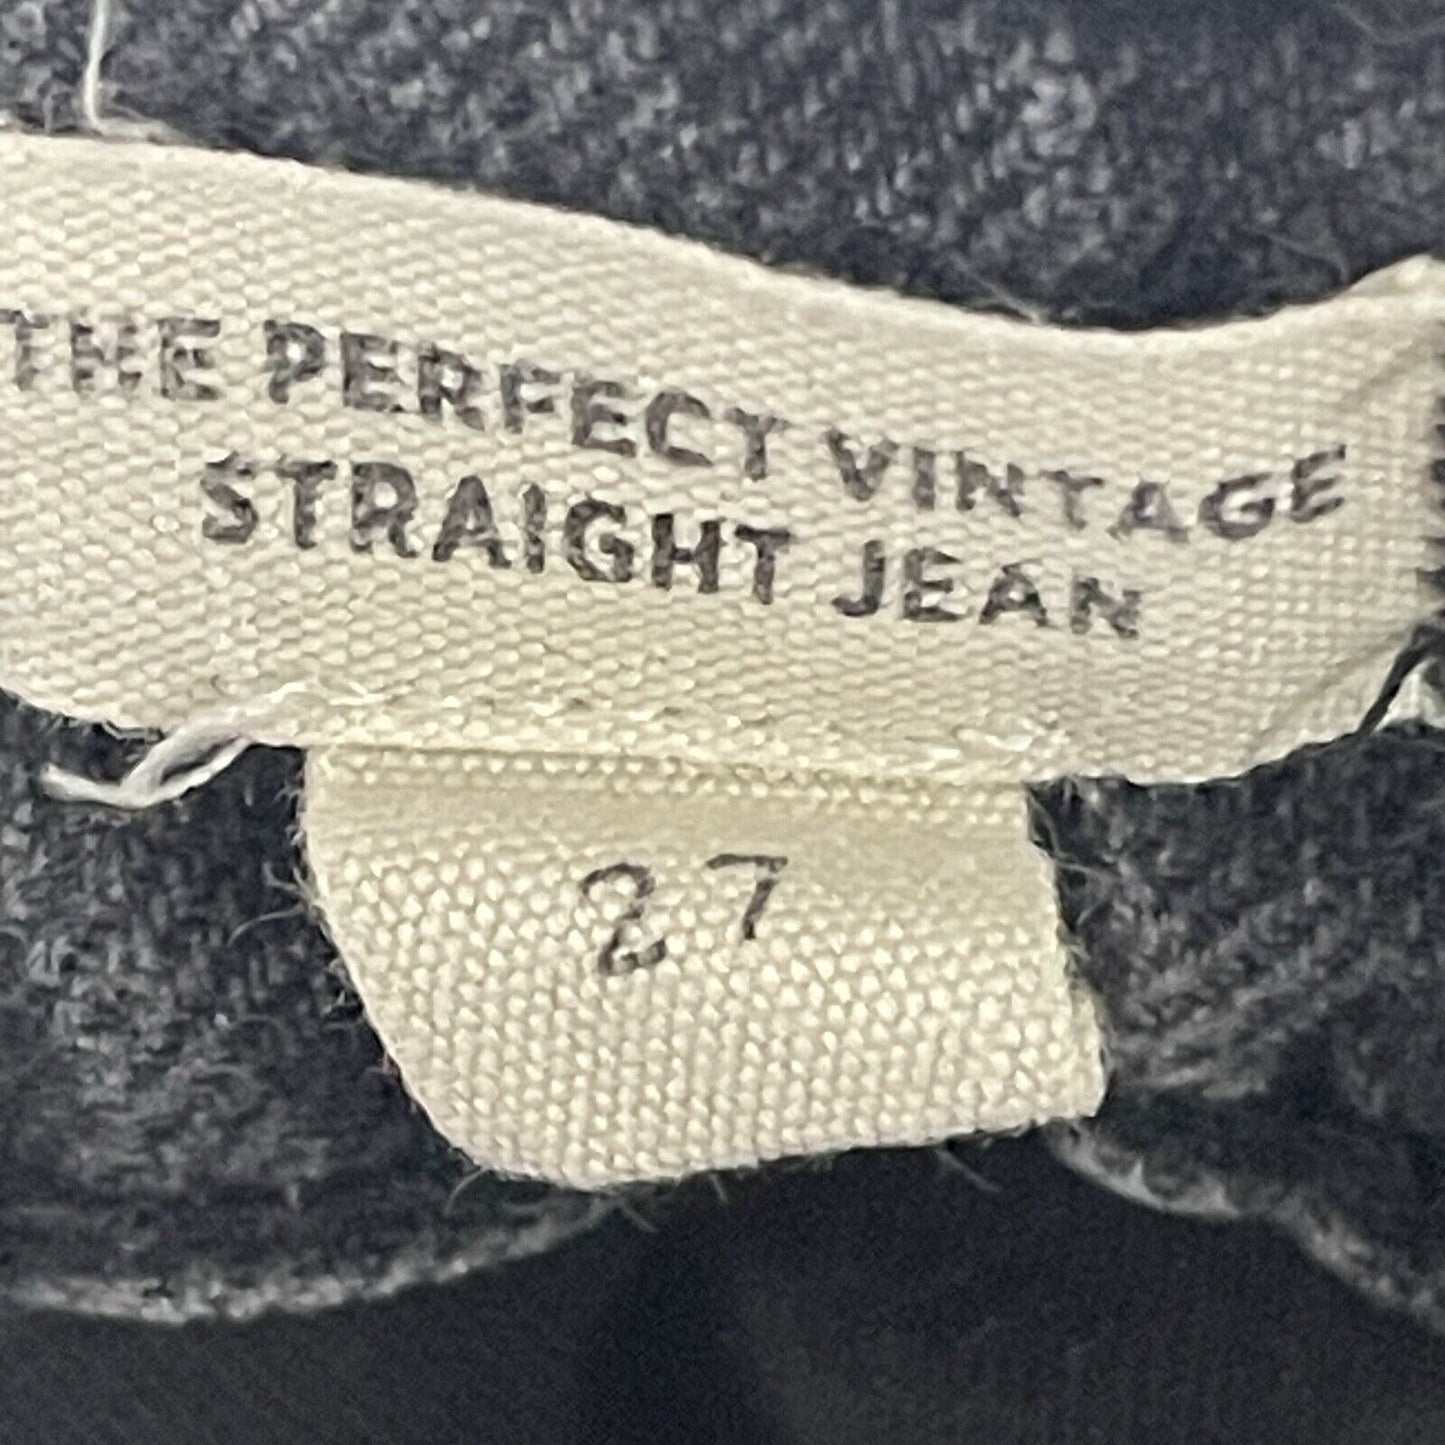 THE PERFECT VINTAGE
STRAIGHT JEAN
27